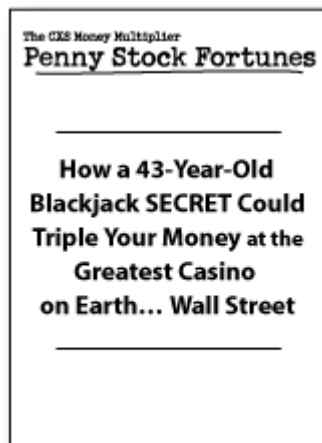 The CXS Money Multiplier
Penny Stock Fortunes
How a 43-Year-Old
Blackjack SECRET Could
Triple Your Money at the
Greatest Casino
on Earth... Wall Street